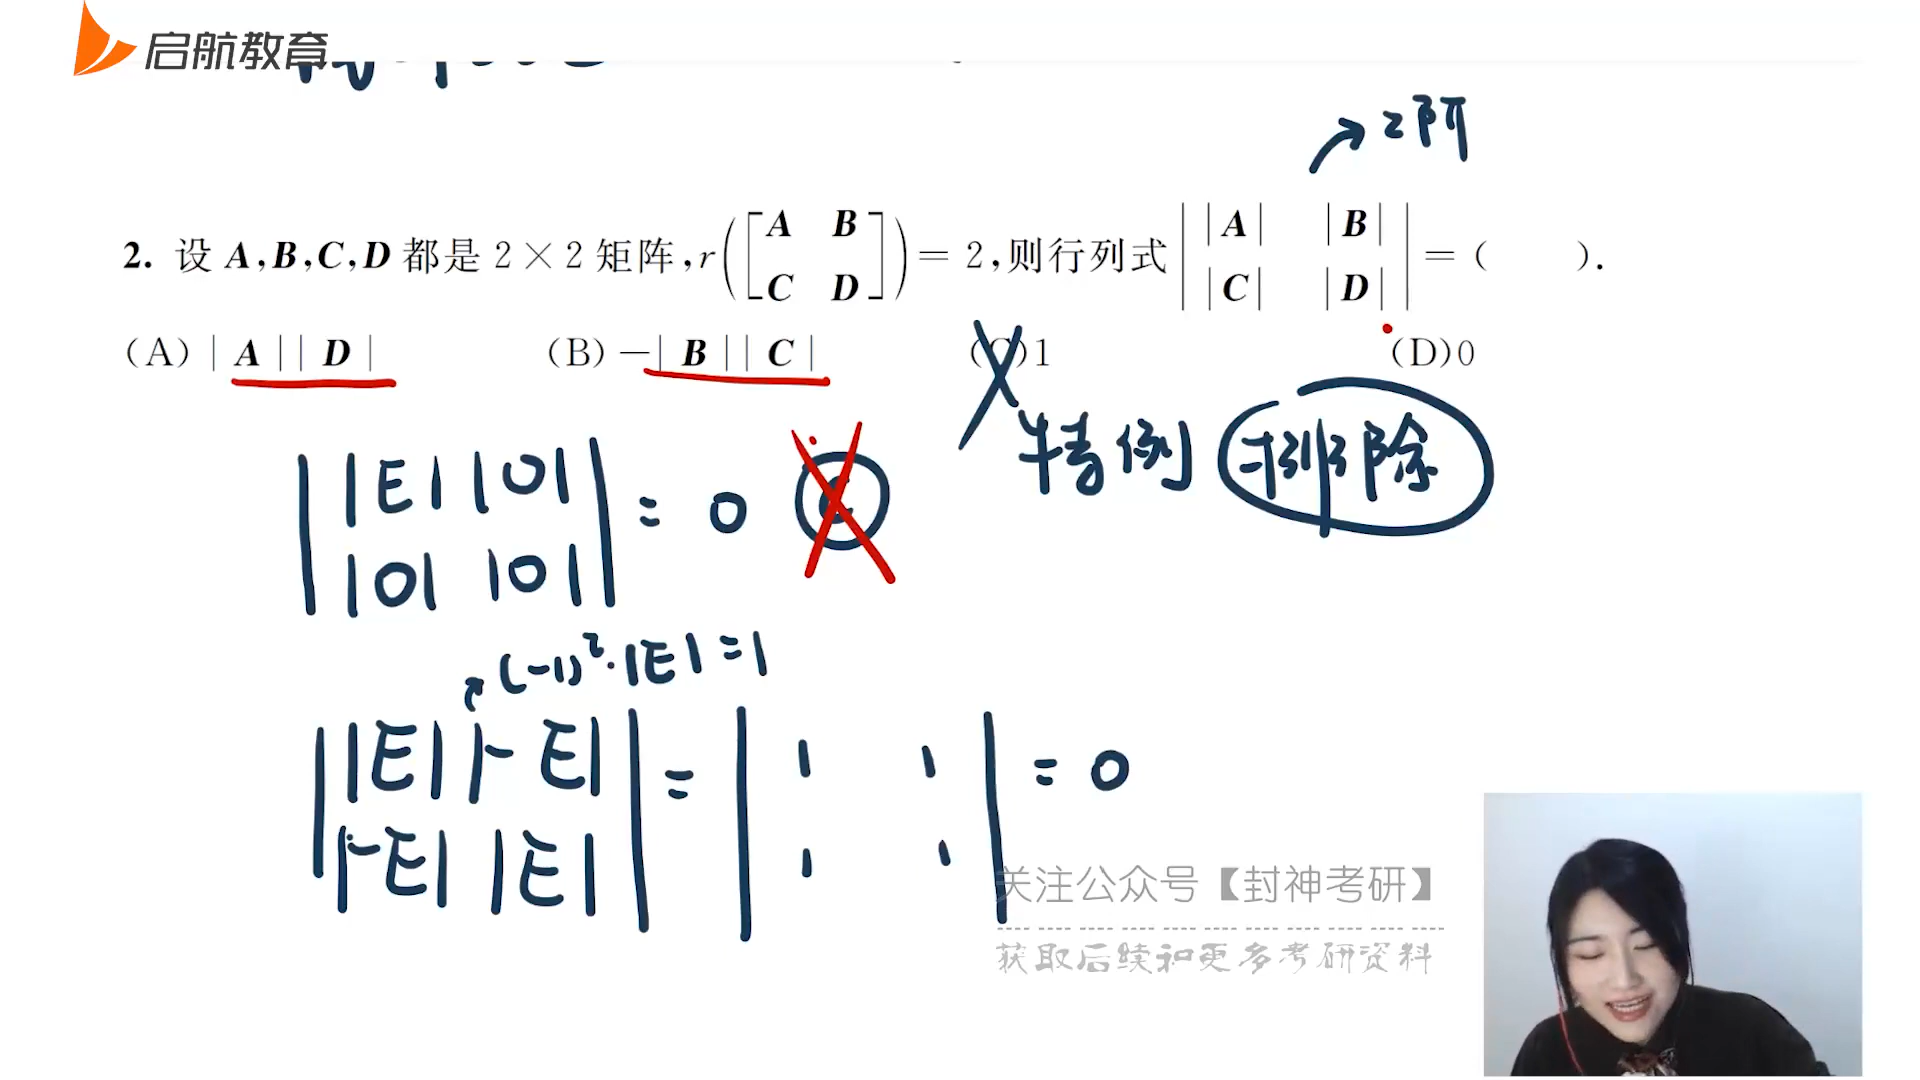 启航教育
↗ 2阶
2. 设 A,B,C,D 都是 2×2 矩阵,r([A B; C D]) = 2,则行列式 | |A| |B| ; |C| |D| | = (    ).
(A)|A||D| (B)−|B||C| (C)1 (D)0
特例 排除
| |E| |O| ; |O| |O| | = 0 C
(-1)²·|E|=1
| |E| |-E| ; |-E| |E| | = | 1 1 ; 1 1 | = 0
关注公众号【封神考研】
获取后续和更多考研资料